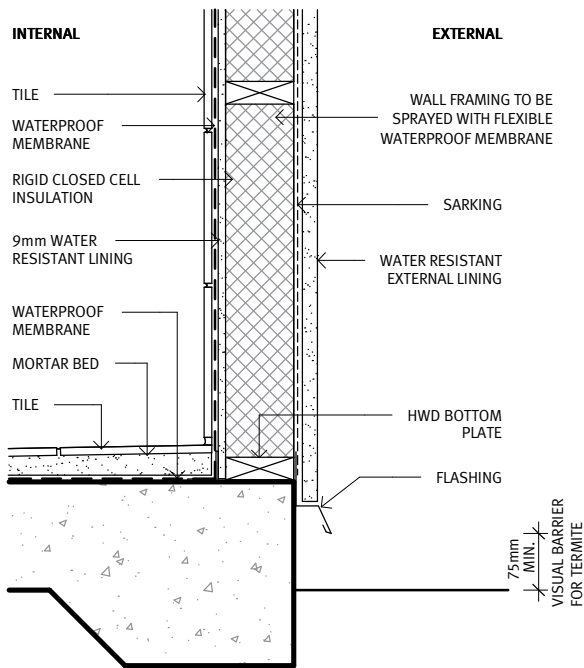 INTERNAL
EXTERNAL
TILE
WATERPROOF
MEMBRANE
RIGID CLOSED CELL
INSULATION
9mm WATER
RESISTANT LINING
WATERPROOF
MEMBRANE
MORTAR BED
TILE
WALL FRAMING TO BE
SPRAYED WITH FLEXIBLE
WATERPROOF MEMBRANE
SARKING
WATER RESISTANT
EXTERNAL LINING
HWD BOTTOM
PLATE
FLASHING
75mm
MIN.
VISUAL BARRIER
FOR TERMITE